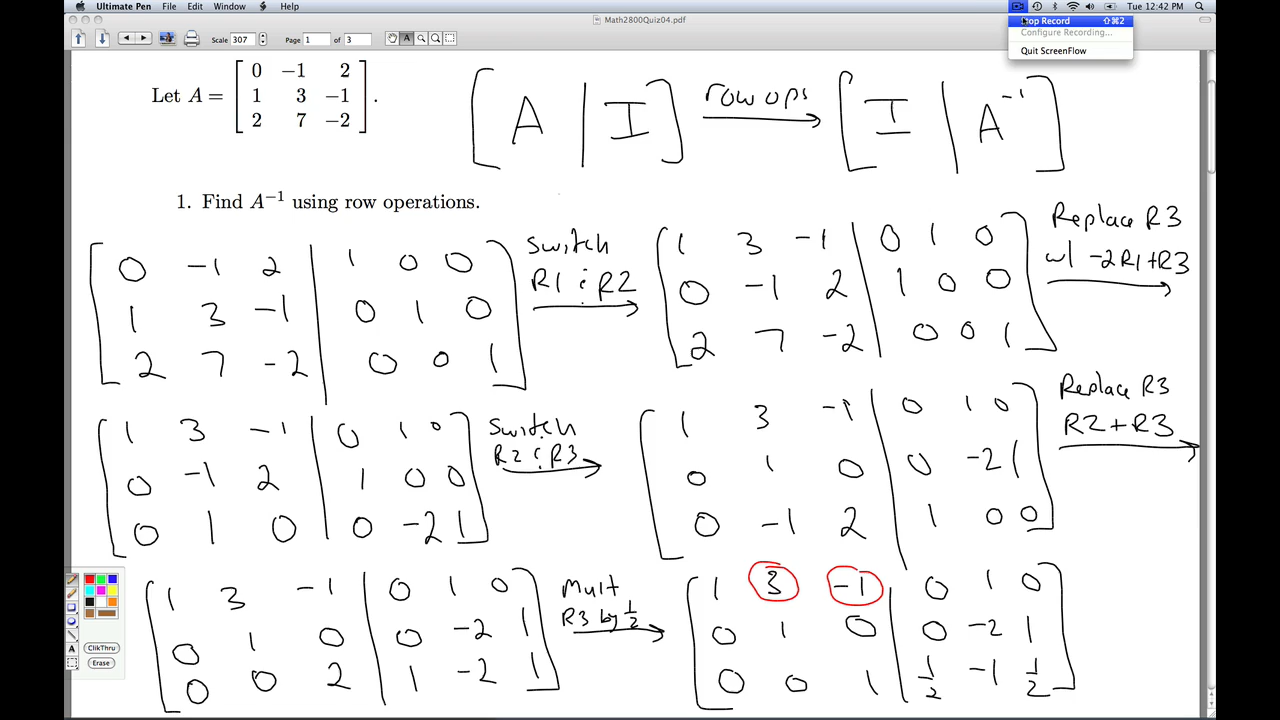 Ultimate Pen File Edit Window Help Tue 12:42 PM
Math2800Quiz04.pdf
Stop Record ⇧⌘2
Configure Recording...
Quit ScreenFlow
Scale 307 Page 1 of 3
Let A = [ 0 −1 2
1 3 −1
2 7 −2 ].
[ A | I ] row ops → [ I | A⁻¹ ]
1. Find A⁻¹ using row operations.
[ 0 -1 2 | 1 0 0
1 3 -1 | 0 1 0
2 7 -2 | 0 0 1 ]
Switch
R1 & R2
[ 1 3 -1 | 0 1 0
0 -1 2 | 1 0 0
2 7 -2 | 0 0 1 ]
Replace R3
w/ -2R1+R3
[ 1 3 -1 | 0 1 0
0 -1 2 | 1 0 0
0 1 0 | 0 -2 1 ]
Switch
R2 & R3
[ 1 3 -1 | 0 1 0
0 1 0 | 0 -2 1
0 -1 2 | 1 0 0 ]
Replace R3
R2 + R3
[ 1 3 -1 | 0 1 0
0 1 0 | 0 -2 1
0 0 2 | 1 -2 1 ]
Mult
R3 by 1/2
[ 1 3 -1 | 0 1 0
0 1 0 | 0 -2 1
0 0 1 | 1/2 -1 1/2 ]
A
ClikThru
Erase